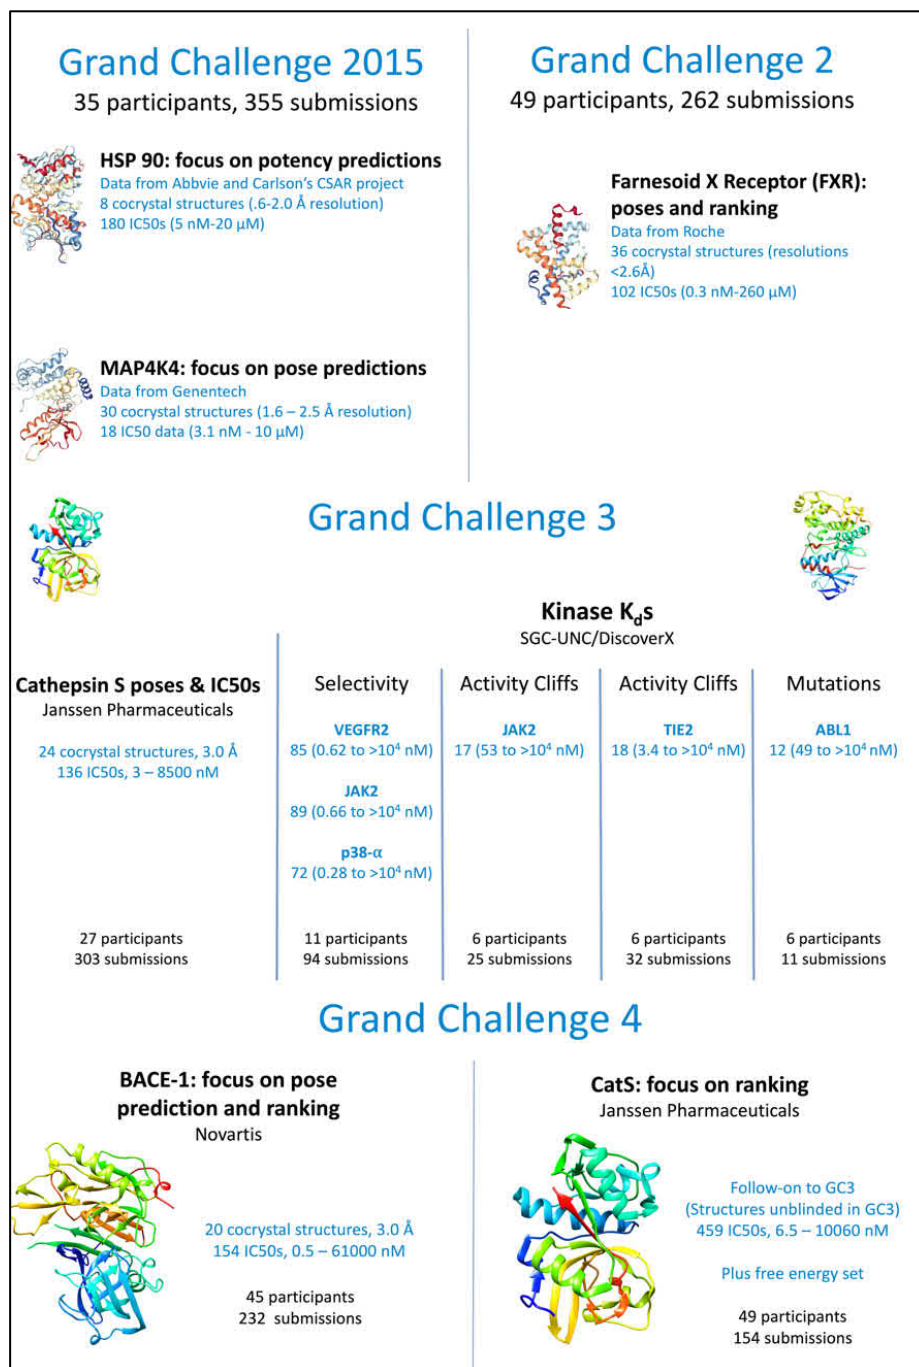 Grand Challenge 2015
35 participants, 355 submissions
HSP 90: focus on potency predictions
Data from Abbvie and Carlson's CSAR project
8 cocrystal structures (.6-2.0 Å resolution)
180 IC50s (5 nM-20 μM)
MAP4K4: focus on pose predictions
Data from Genentech
30 cocrystal structures (1.6 – 2.5 Å resolution)
18 IC50 data (3.1 nM - 10 μM)
Grand Challenge 2
49 participants, 262 submissions
Farnesoid X Receptor (FXR):
poses and ranking
Data from Roche
36 cocrystal structures (resolutions
<2.6Å)
102 IC50s (0.3 nM-260 μM)
Grand Challenge 3
Cathepsin S poses & IC50s
Janssen Pharmaceuticals
24 cocrystal structures, 3.0 Å
136 IC50s, 3 – 8500 nM
27 participants
303 submissions
Kinase Kds
SGC-UNC/DiscoverX
Selectivity
VEGFR2
85 (0.62 to >10⁴ nM)
JAK2
89 (0.66 to >10⁴ nM)
p38-α
72 (0.28 to >10⁴ nM)
11 participants
94 submissions
Activity Cliffs
JAK2
17 (53 to >10⁴ nM)
6 participants
25 submissions
Activity Cliffs
TIE2
18 (3.4 to >10⁴ nM)
6 participants
32 submissions
Mutations
ABL1
12 (49 to >10⁴ nM)
6 participants
11 submissions
Grand Challenge 4
BACE-1: focus on pose
prediction and ranking
Novartis
20 cocrystal structures, 3.0 Å
154 IC50s, 0.5 – 61000 nM
45 participants
232 submissions
CatS: focus on ranking
Janssen Pharmaceuticals
Follow-on to GC3
(Structures unblinded in GC3)
459 IC50s, 6.5 – 10060 nM
Plus free energy set
49 participants
154 submissions